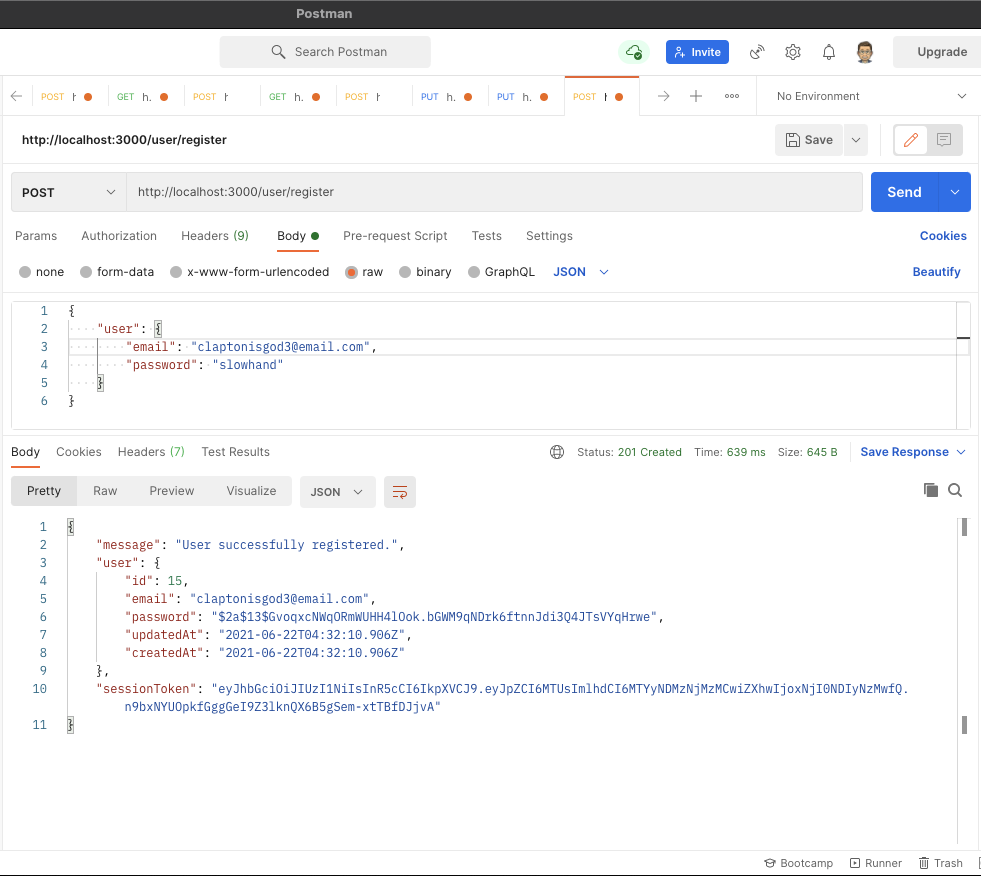 Postman
Search Postman
Invite
Upgrade
POST h
GET h.
POST h
GET h.
POST h
PUT h.
PUT h.
POST h
No Environment
http://localhost:3000/user/register
Save
POST
http://localhost:3000/user/register
Send
Params Authorization Headers (9) Body Pre-request Script Tests Settings Cookies
none form-data x-www-form-urlencoded raw binary GraphQL JSON Beautify
1 {
2 "user": {
3 "email": "claptonisgod3@email.com",
4 "password": "slowhand"
5 }
6 }
Body Cookies Headers (7) Test Results Status: 201 Created Time: 639 ms Size: 645 B Save Response
Pretty Raw Preview Visualize JSON
1 {
2 "message": "User successfully registered.",
3 "user": {
4 "id": 15,
5 "email": "claptonisgod3@email.com",
6 "password": "$2a$13$GvoqxcNWqORmWUHH4lOok.bGWM9qNDrk6ftnnJdi3Q4JTsVYqHrwe",
7 "updatedAt": "2021-06-22T04:32:10.906Z",
8 "createdAt": "2021-06-22T04:32:10.906Z"
9 },
10 "sessionToken": "eyJhbGciOiJIUzI1NiIsInR5cCI6IkpXVCJ9.eyJpZCI6MTUsImlhdCI6MTYyNDMzNjMzMCwiZXhwIjoxNjI0NDIyNzMwfQ.
n9bxNYUOpkfGggGeI9Z3lknQX6B5gSem-xtTBfDJjvA"
11 }
Bootcamp Runner Trash